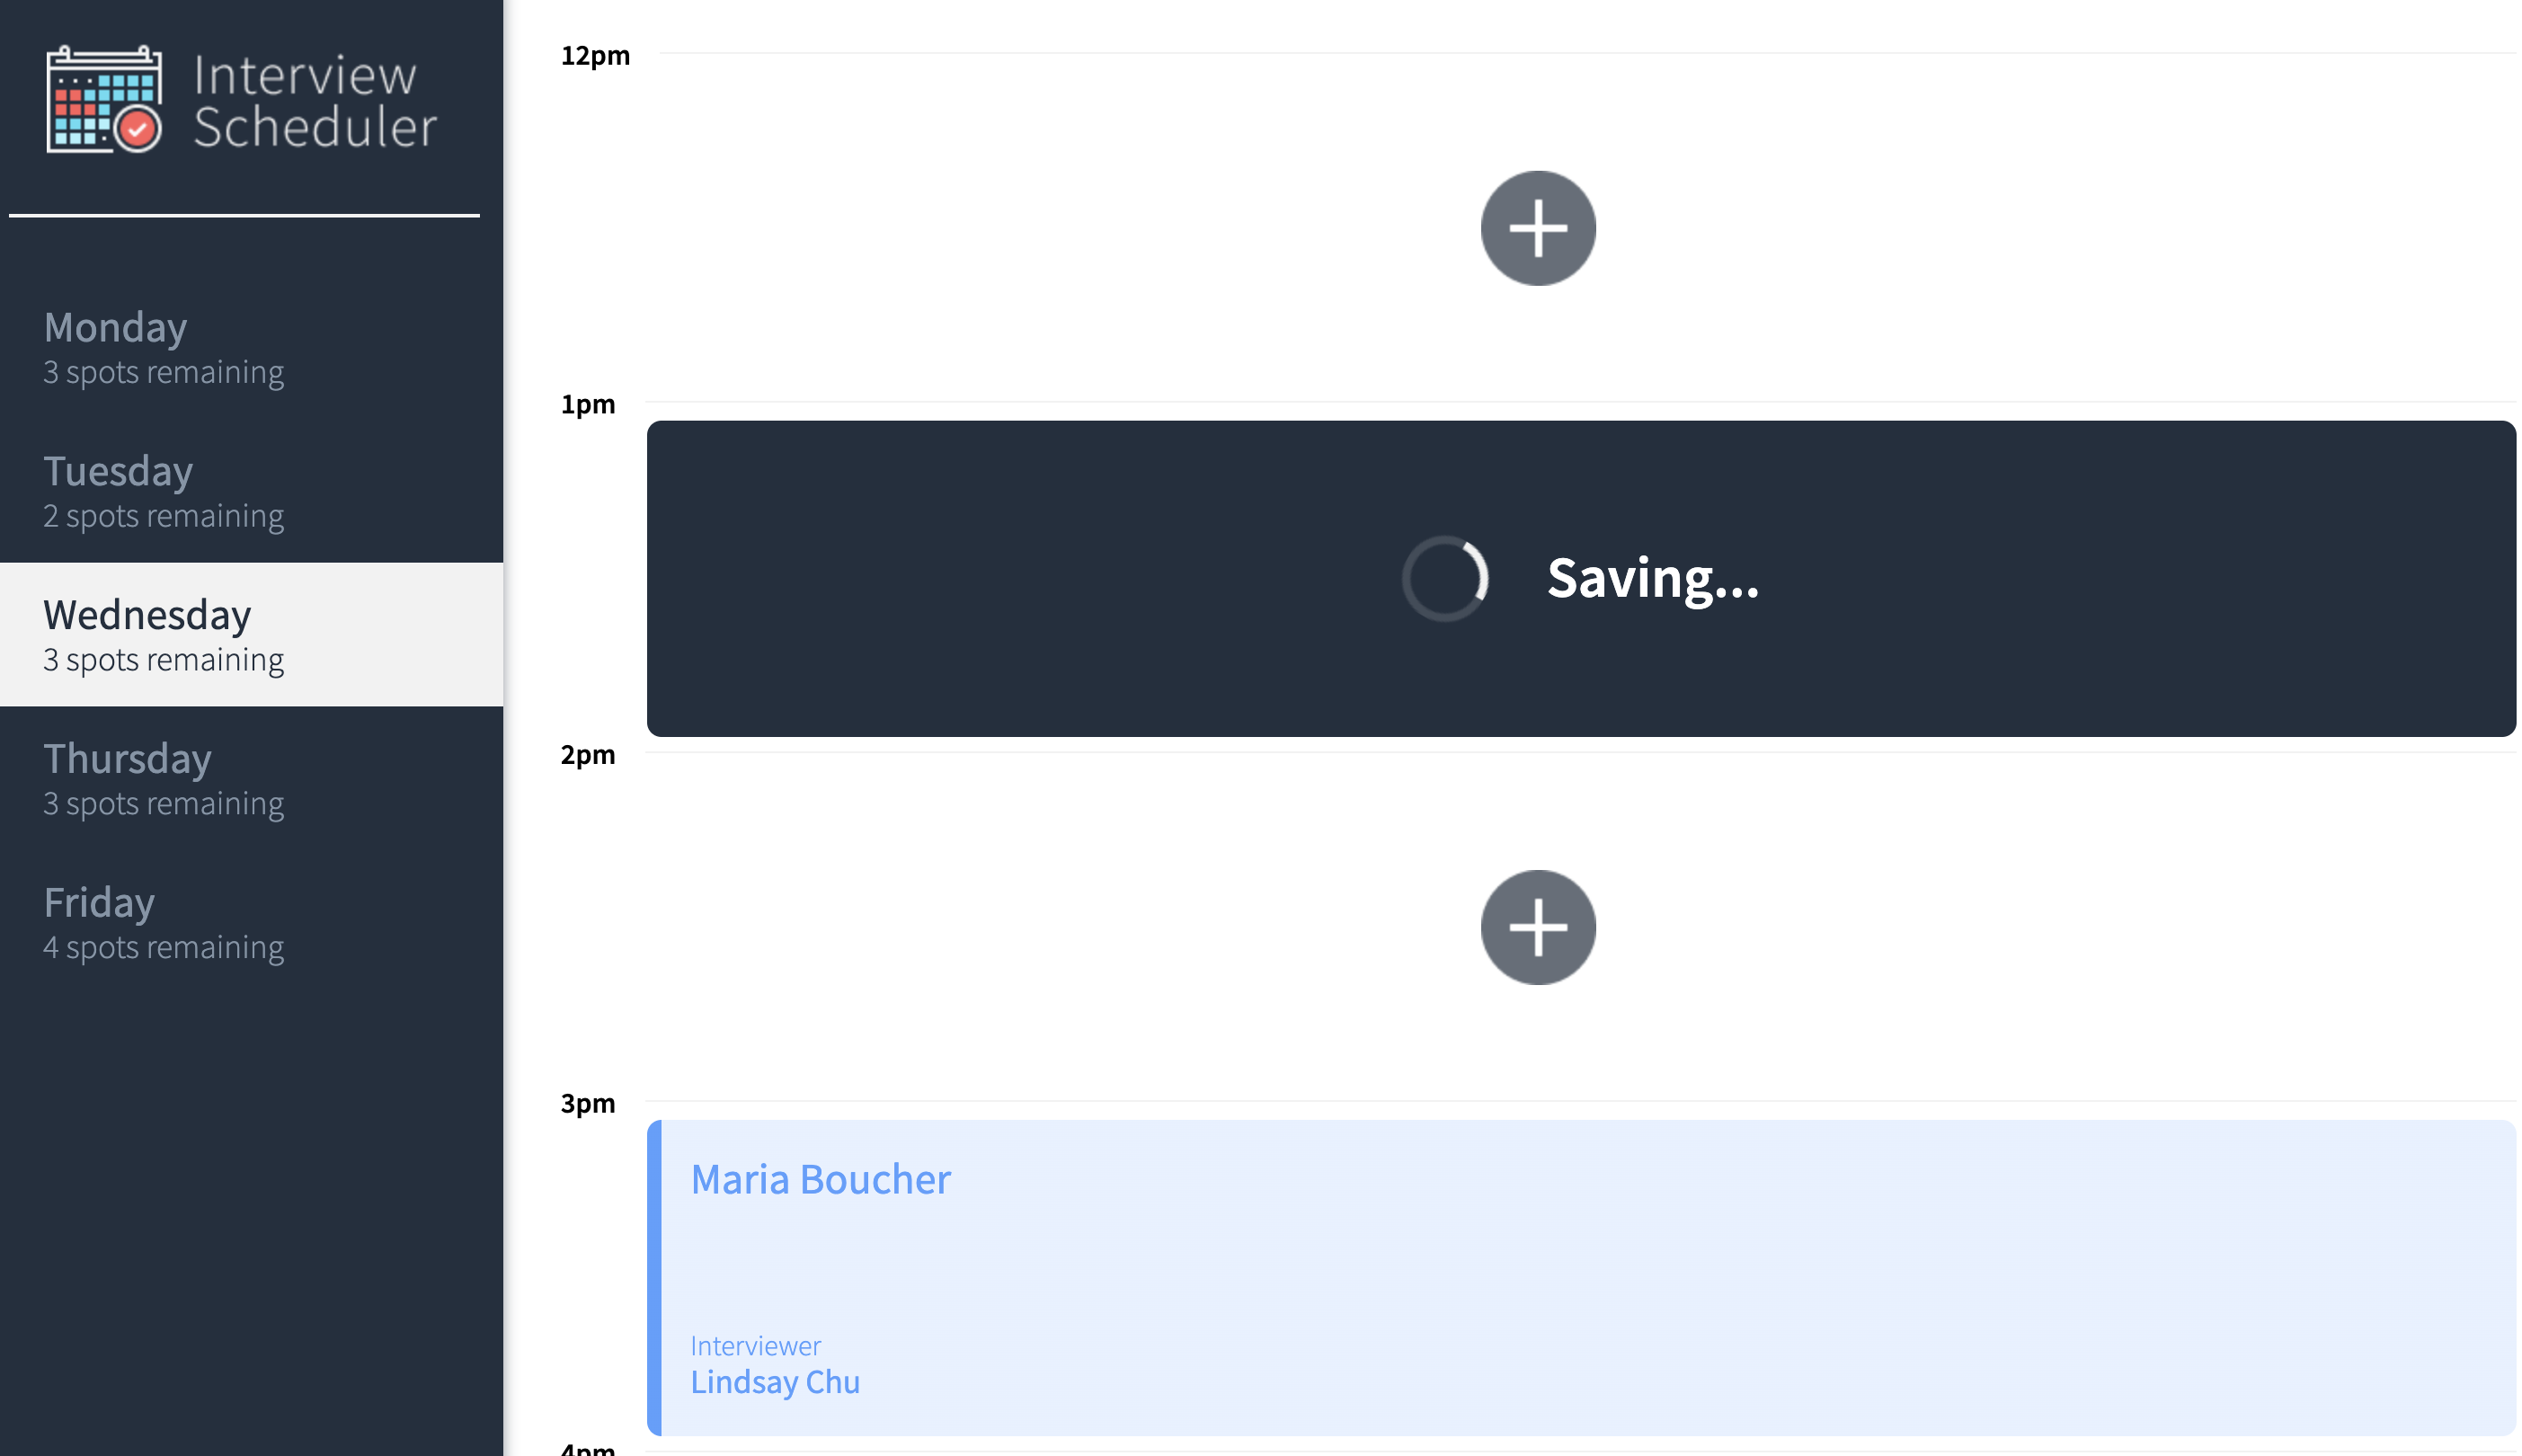 Interview
Scheduler
Monday
3 spots remaining
Tuesday
2 spots remaining
Wednesday
3 spots remaining
Thursday
3 spots remaining
Friday
4 spots remaining
12pm
1pm
Saving...
2pm
3pm
Maria Boucher
Interviewer
Lindsay Chu
4pm